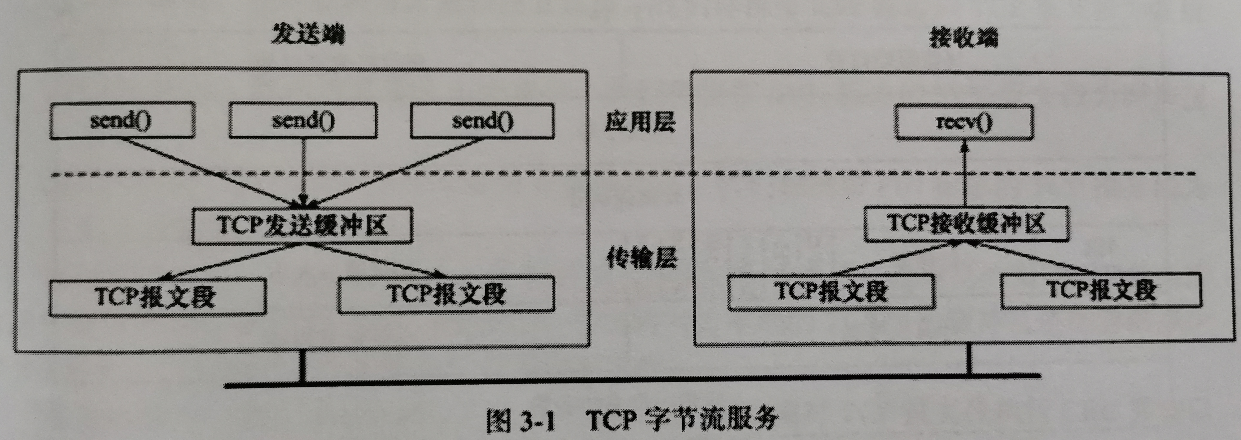 发送端
接收端
send()
send()
send()
应用层
recv()
TCP发送缓冲区
TCP接收缓冲区
传输层
TCP报文段
TCP报文段
TCP报文段
TCP报文段
图 3-1 TCP 字节流服务